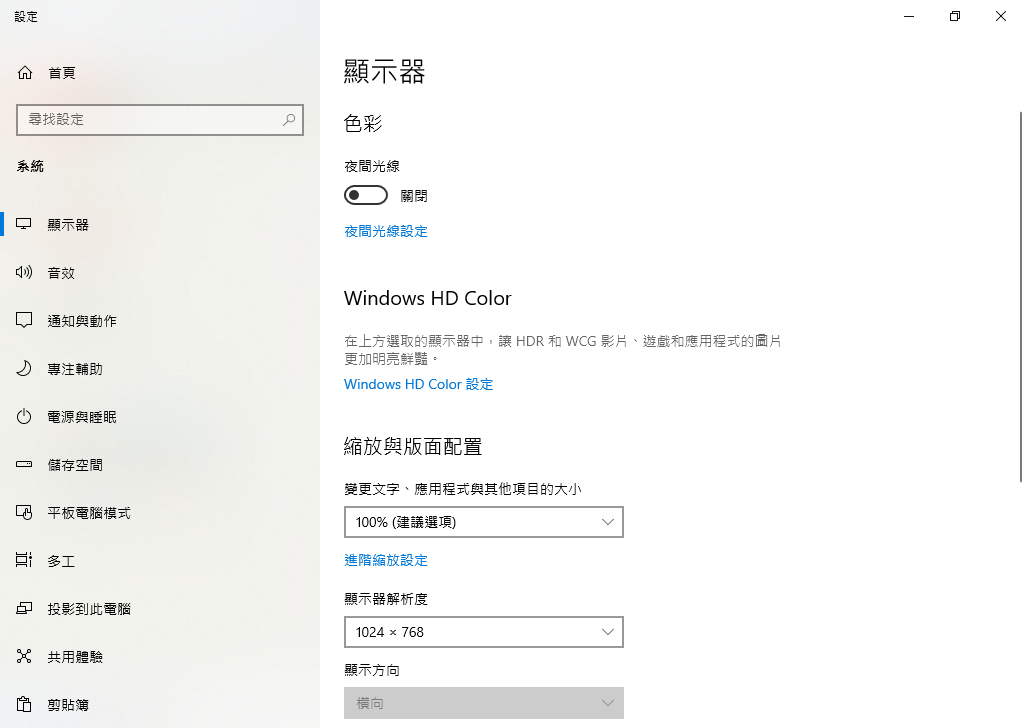 設定
首頁
尋找設定
系統
顯示器
音效
通知與動作
專注輔助
電源與睡眠
儲存空間
平板電腦模式
多工
投影到此電腦
共用體驗
剪貼簿
顯示器
色彩
夜間光線
關閉
夜間光線設定
Windows HD Color
在上方選取的顯示器中，讓 HDR 和 WCG 影片、遊戲和應用程式的圖片
更加明亮鮮豔。
Windows HD Color 設定
縮放與版面配置
變更文字、應用程式與其他項目的大小
100% (建議選項)
進階縮放設定
顯示器解析度
1024 × 768
顯示方向
橫向